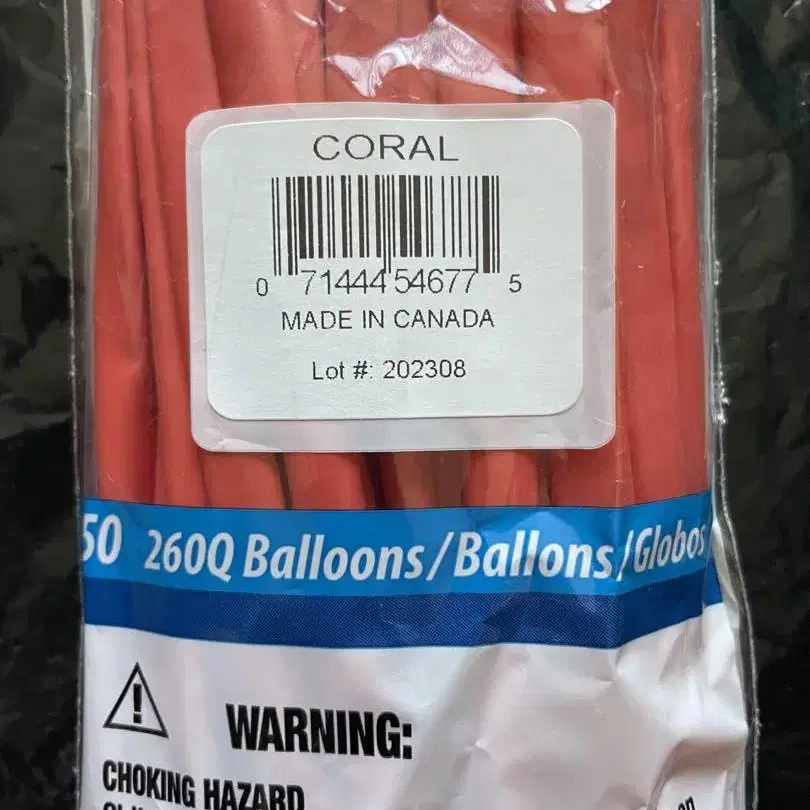 CORAL
0 71444 54677 5
MADE IN CANADA
Lot #: 202308
50 260Q Balloons/Ballons/Globos
WARNING:
CHOKING HAZARD